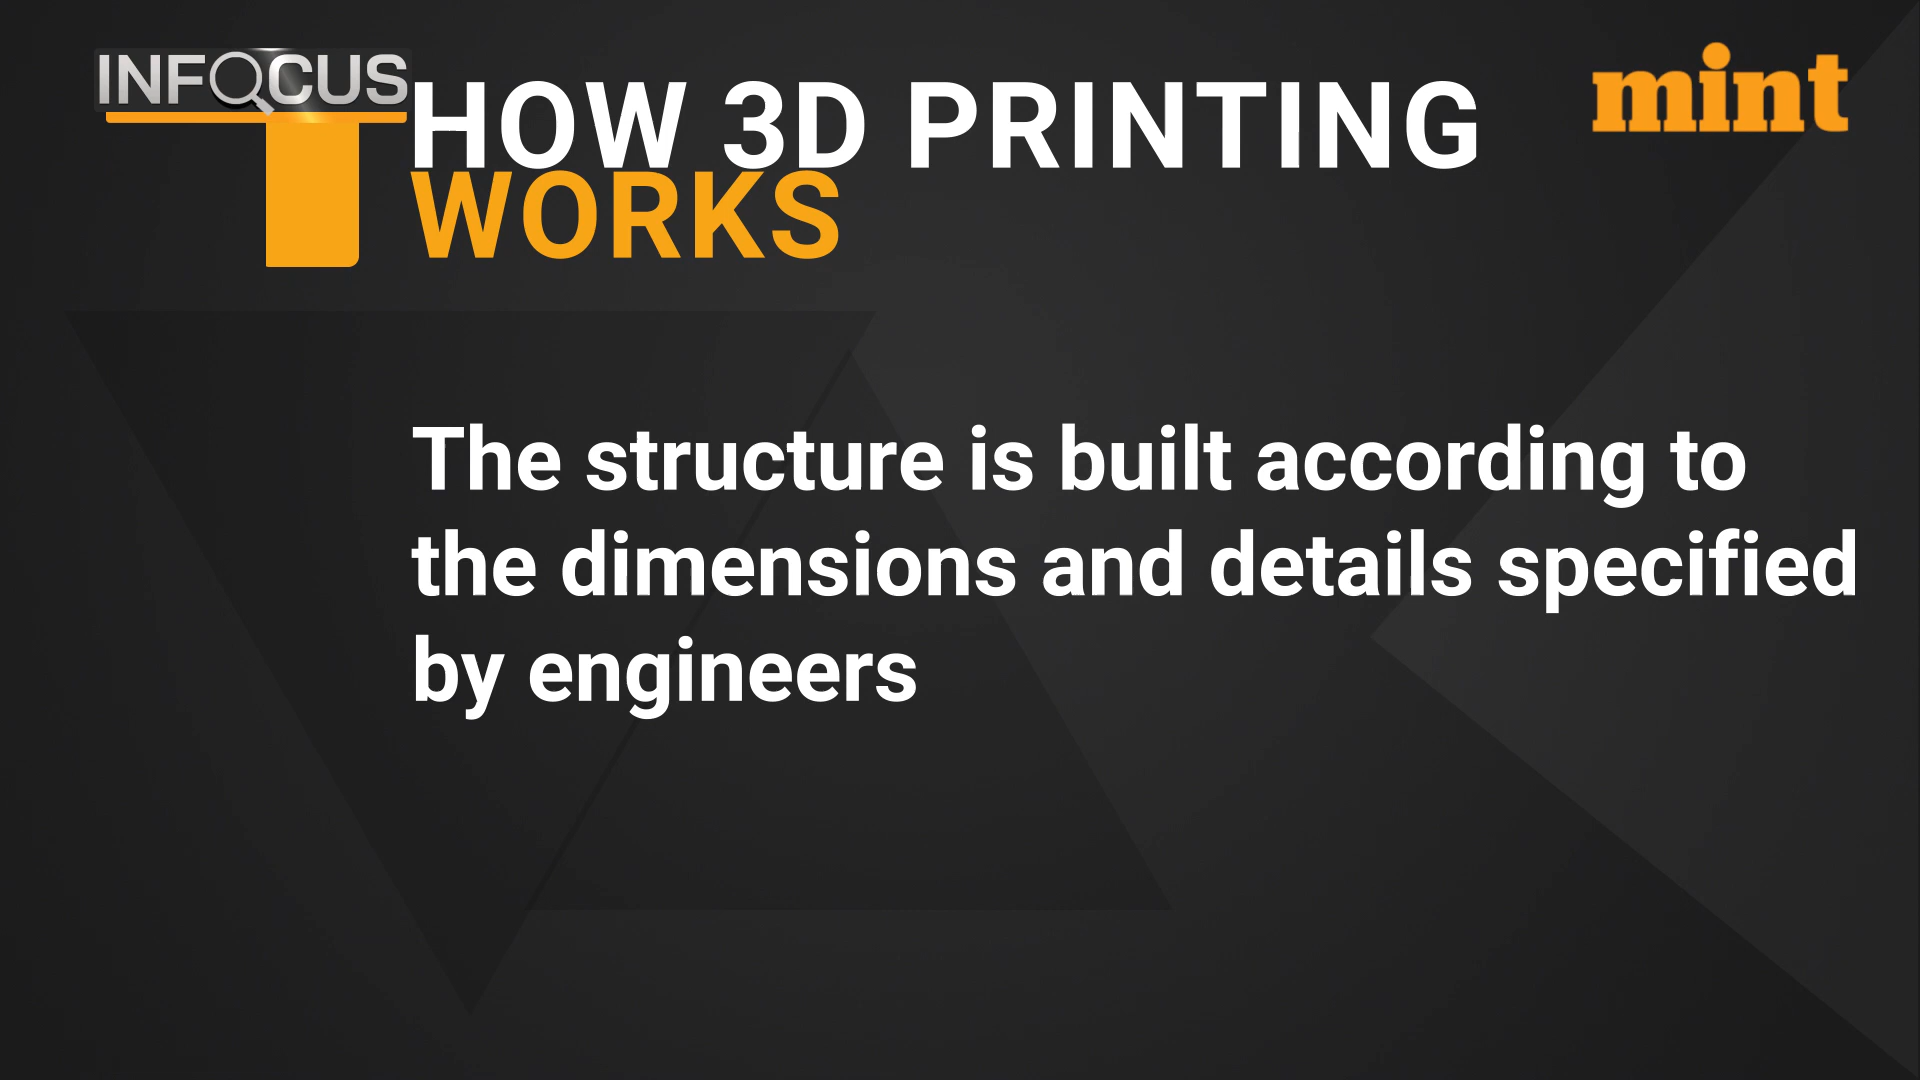 INFOCUS
mint
HOW 3D PRINTING
WORKS
The structure is built according to
the dimensions and details specified
by engineers